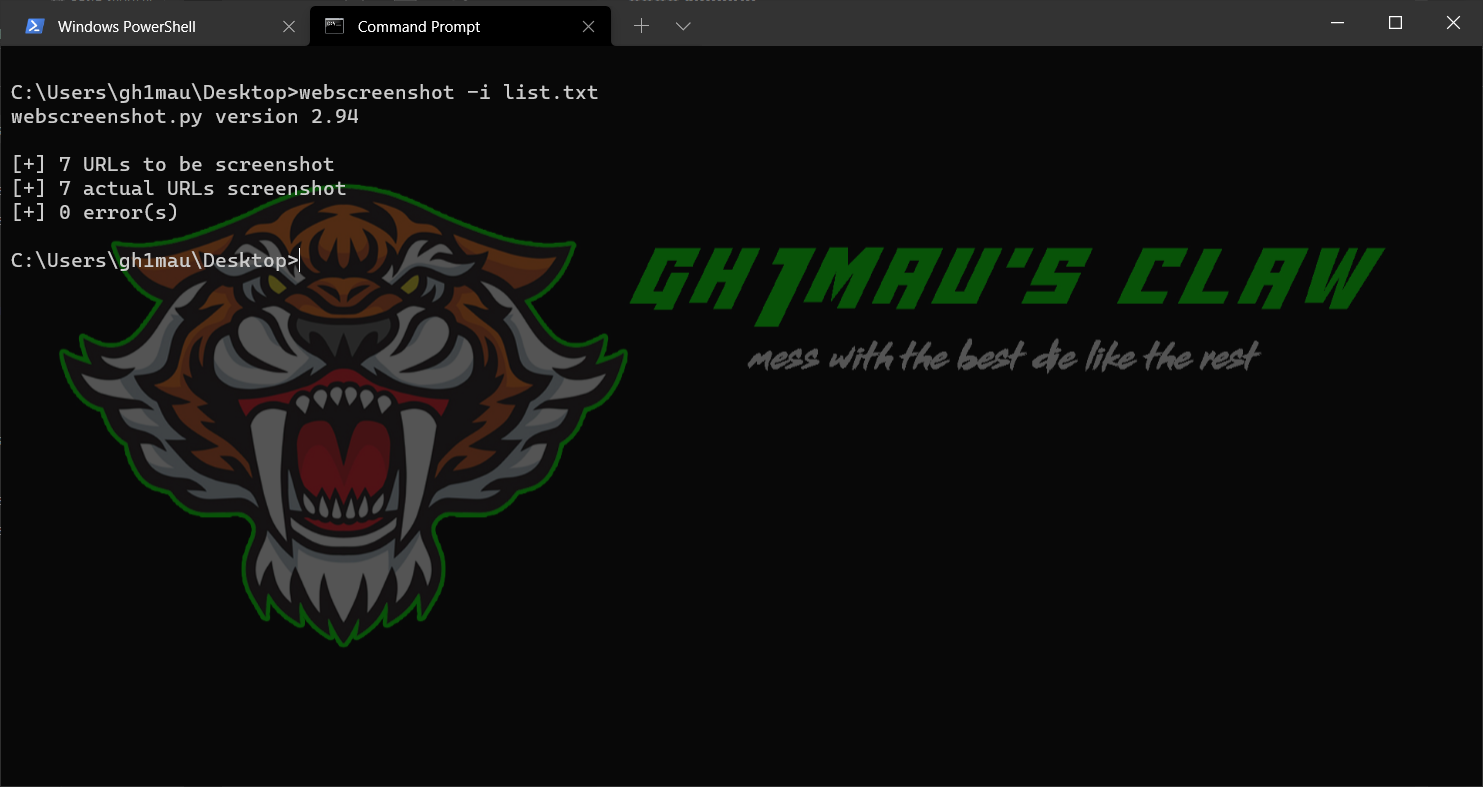 Windows PowerShell
Command Prompt
C:\Users\gh1mau\Desktop>webscreenshot -i list.txt
webscreenshot.py version 2.94
[+] 7 URLs to be screenshot
[+] 7 actual URLs screenshot
[+] 0 error(s)
C:\Users\gh1mau\Desktop>
GH1MAU'S CLAW
mess with the best die like the rest